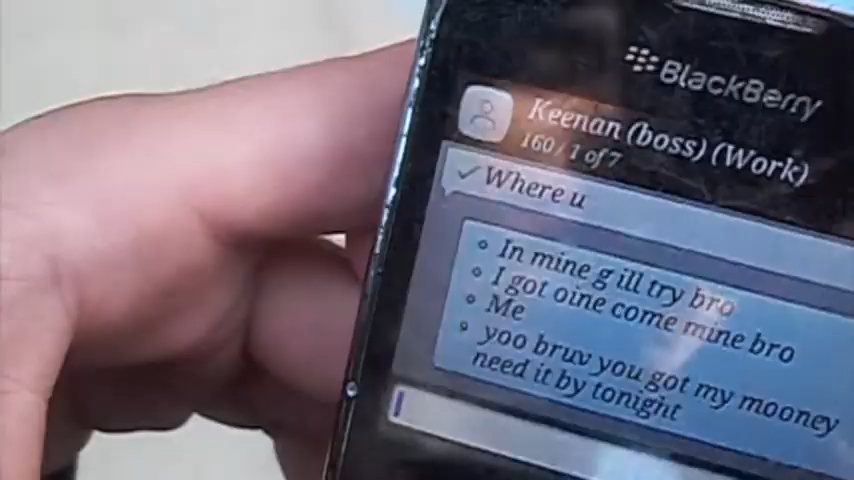 BlackBerry
Keenan (boss) (Work)
160 / 1 of 7
Where u
In mine g ill try bro
I got oine come mine bro
Me
yoo bruv you got my mooney
need it by tonight